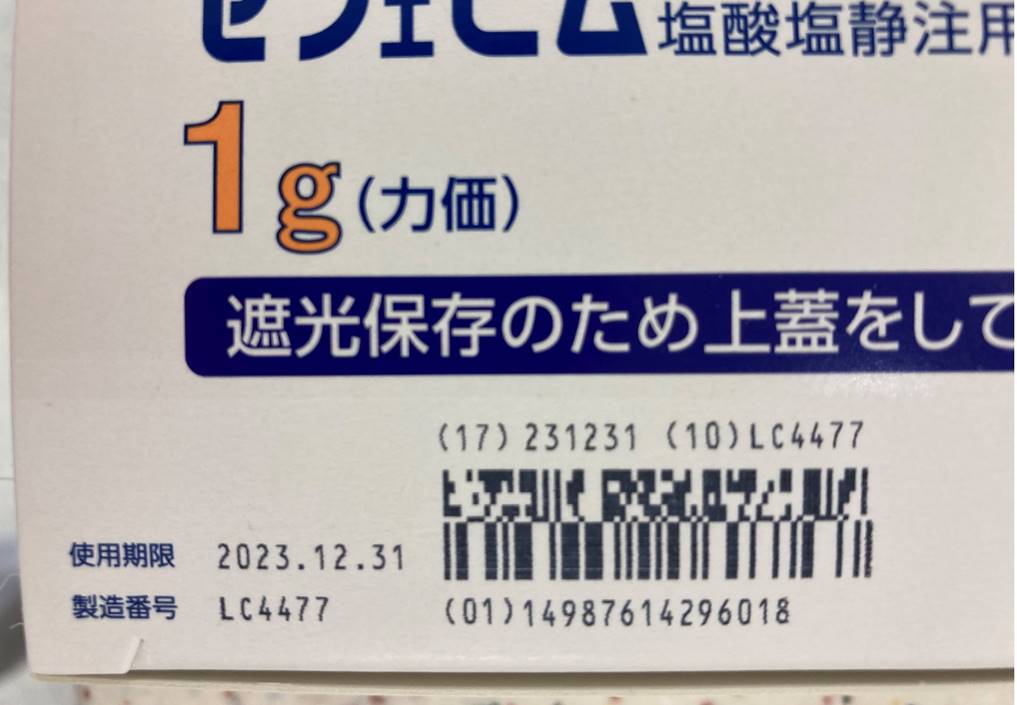 セフェピム塩酸塩静注用
1g(力価)
遮光保存のため上蓋をして
(17)231231 (10)LC4477
使用期限 2023.12.31
製造番号 LC4477
(01)14987614296018